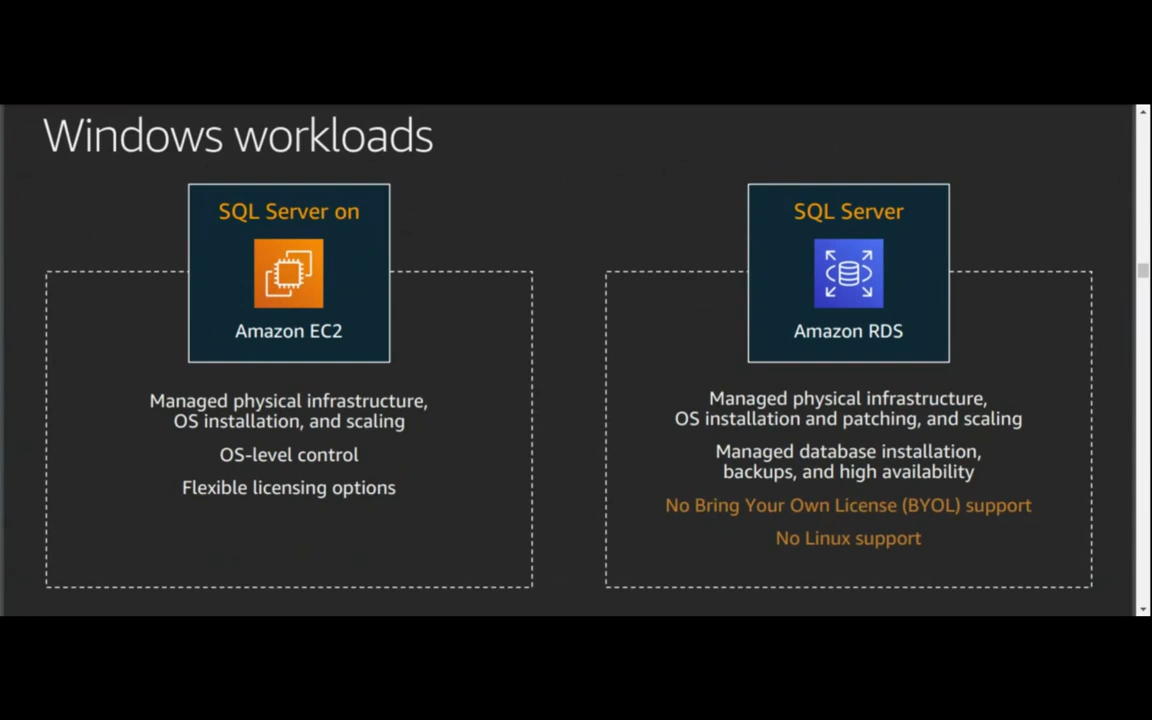 Windows workloads
SQL Server on
Amazon EC2
Managed physical infrastructure,
OS installation, and scaling
OS-level control
Flexible licensing options
SQL Server
Amazon RDS
Managed physical infrastructure,
OS installation and patching, and scaling
Managed database installation,
backups, and high availability
No Bring Your Own License (BYOL) support
No Linux support